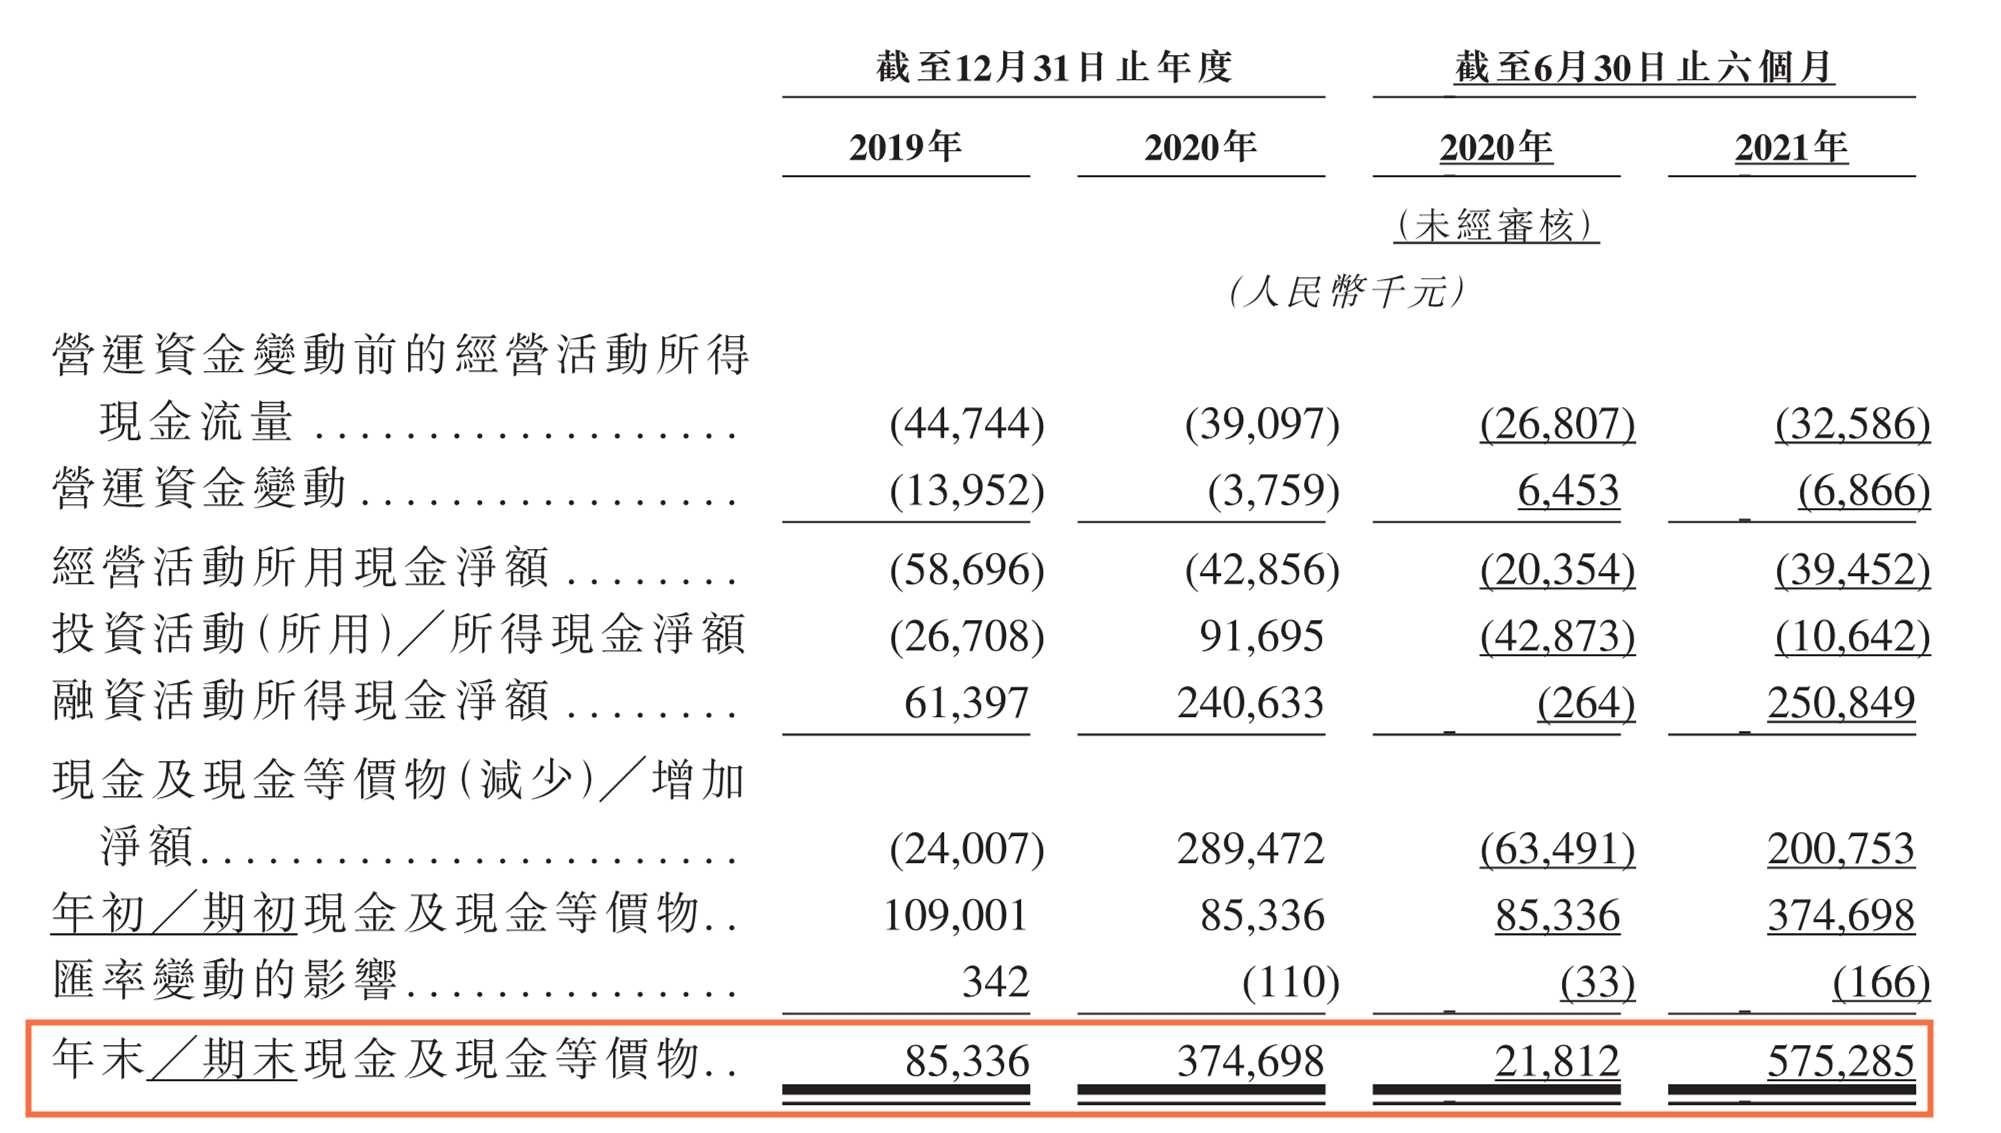 截至12月31日止年度 截至6月30日止六個月
2019年 2020年 2020年 2021年
(未經審核)
(人民幣千元)
營運資金變動前的經營活動所得
現金流量 ................... (44,744) (39,097) (26,807) (32,586)
營運資金變動 ................. (13,952) (3,759) 6,453 (6,866)
經營活動所用現金淨額 ........ (58,696) (42,856) (20,354) (39,452)
投資活動(所用)／所得現金淨額 (26,708) 91,695 (42,873) (10,642)
融資活動所得現金淨額 ........ 61,397 240,633 (264) 250,849
現金及現金等價物(減少)／增加
淨額........................ (24,007) 289,472 (63,491) 200,753
年初／期初現金及現金等價物.. 109,001 85,336 85,336 374,698
匯率變動的影響............... 342 (110) (33) (166)
年末／期末現金及現金等價物.. 85,336 374,698 21,812 575,285